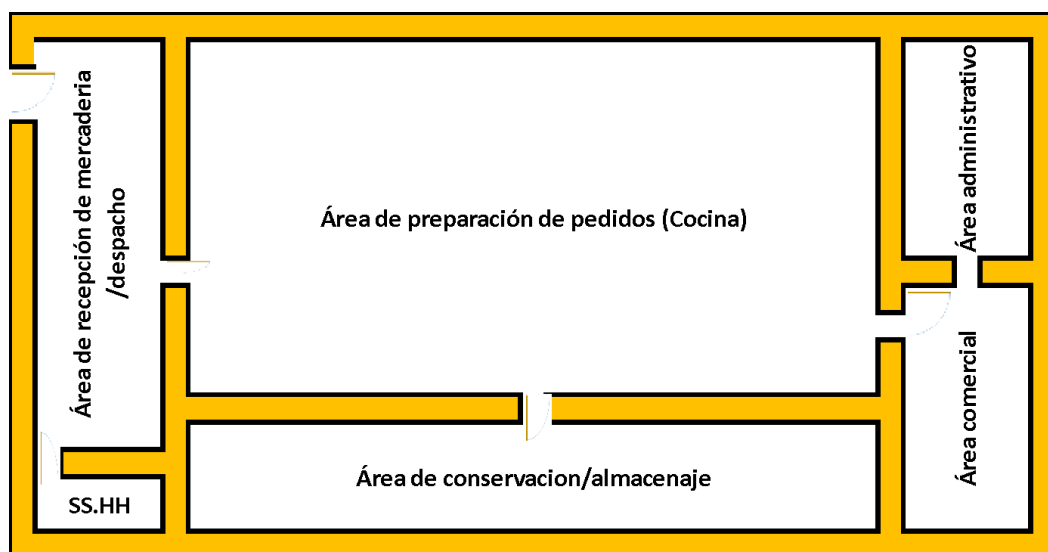 Área de recepción de mercaderia
/despacho
Área de preparación de pedidos (Cocina)
Área administrativo
Área comercial
Área de conservacion/almacenaje
SS.HH